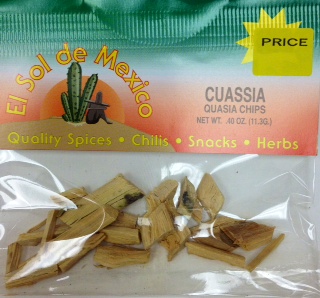 PRICE
El Sol de Mexico
CUASSIA
QUASIA CHIPS
NET WT. .40 OZ. (11.3G.)
Quality Spices • Chilis • Snacks • Herbs